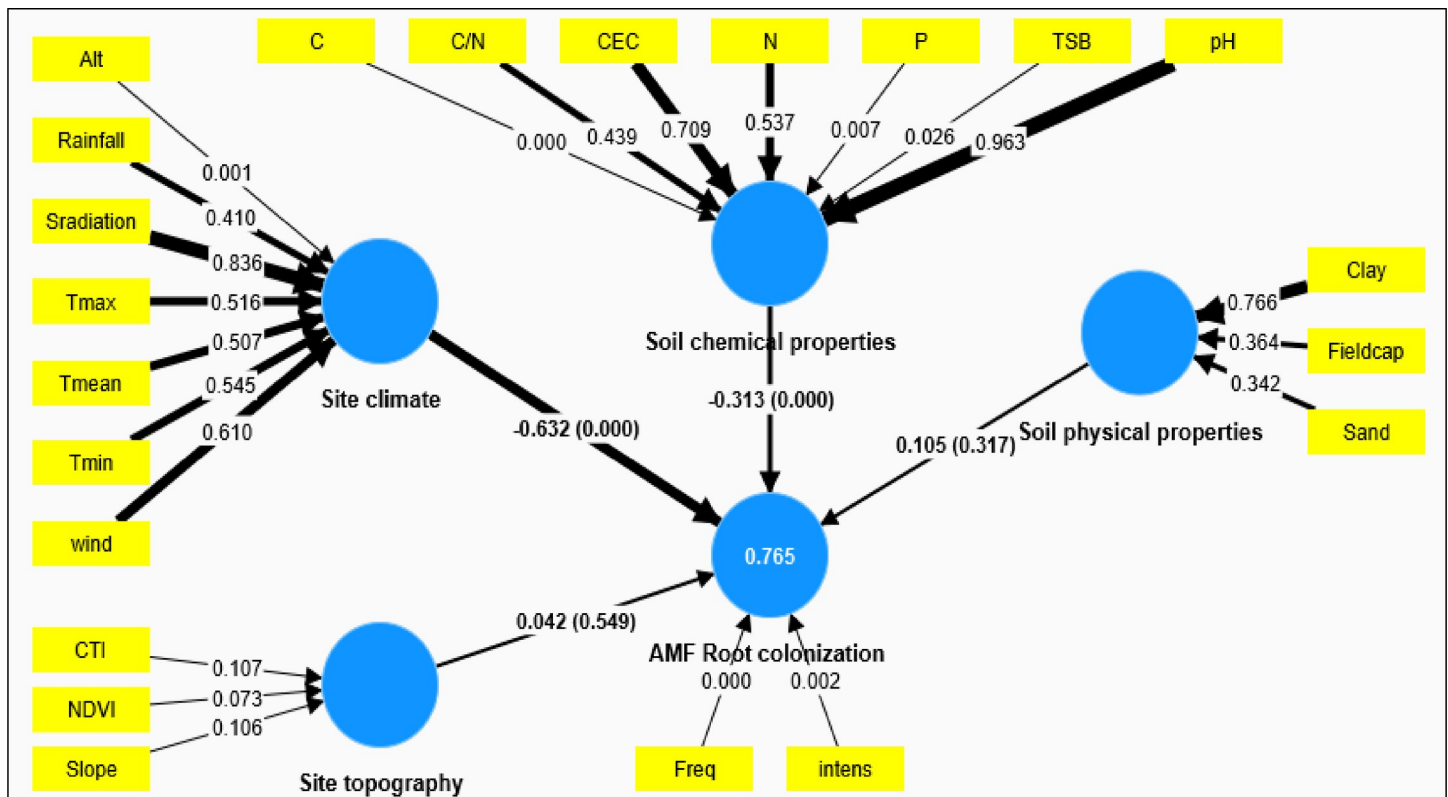 C
C/N
CEC
N
P
TSB
pH
Alt
Rainfall
Sradiation
Tmax
Tmean
Tmin
wind
0.000
0.439
0.709
0.537
0.007
0.026
0.963
0.001
0.410
0.836
0.516
0.507
0.545
0.610
Site climate
Soil chemical properties
Clay
Fieldcap
Sand
0.766
0.364
0.342
Soil physical properties
-0.632 (0.000)
-0.313 (0.000)
0.105 (0.317)
0.765
0.042 (0.549)
AMF Root colonization
CTI
NDVI
Slope
0.107
0.073
0.106
Site topography
0.000
0.002
Freq
intens